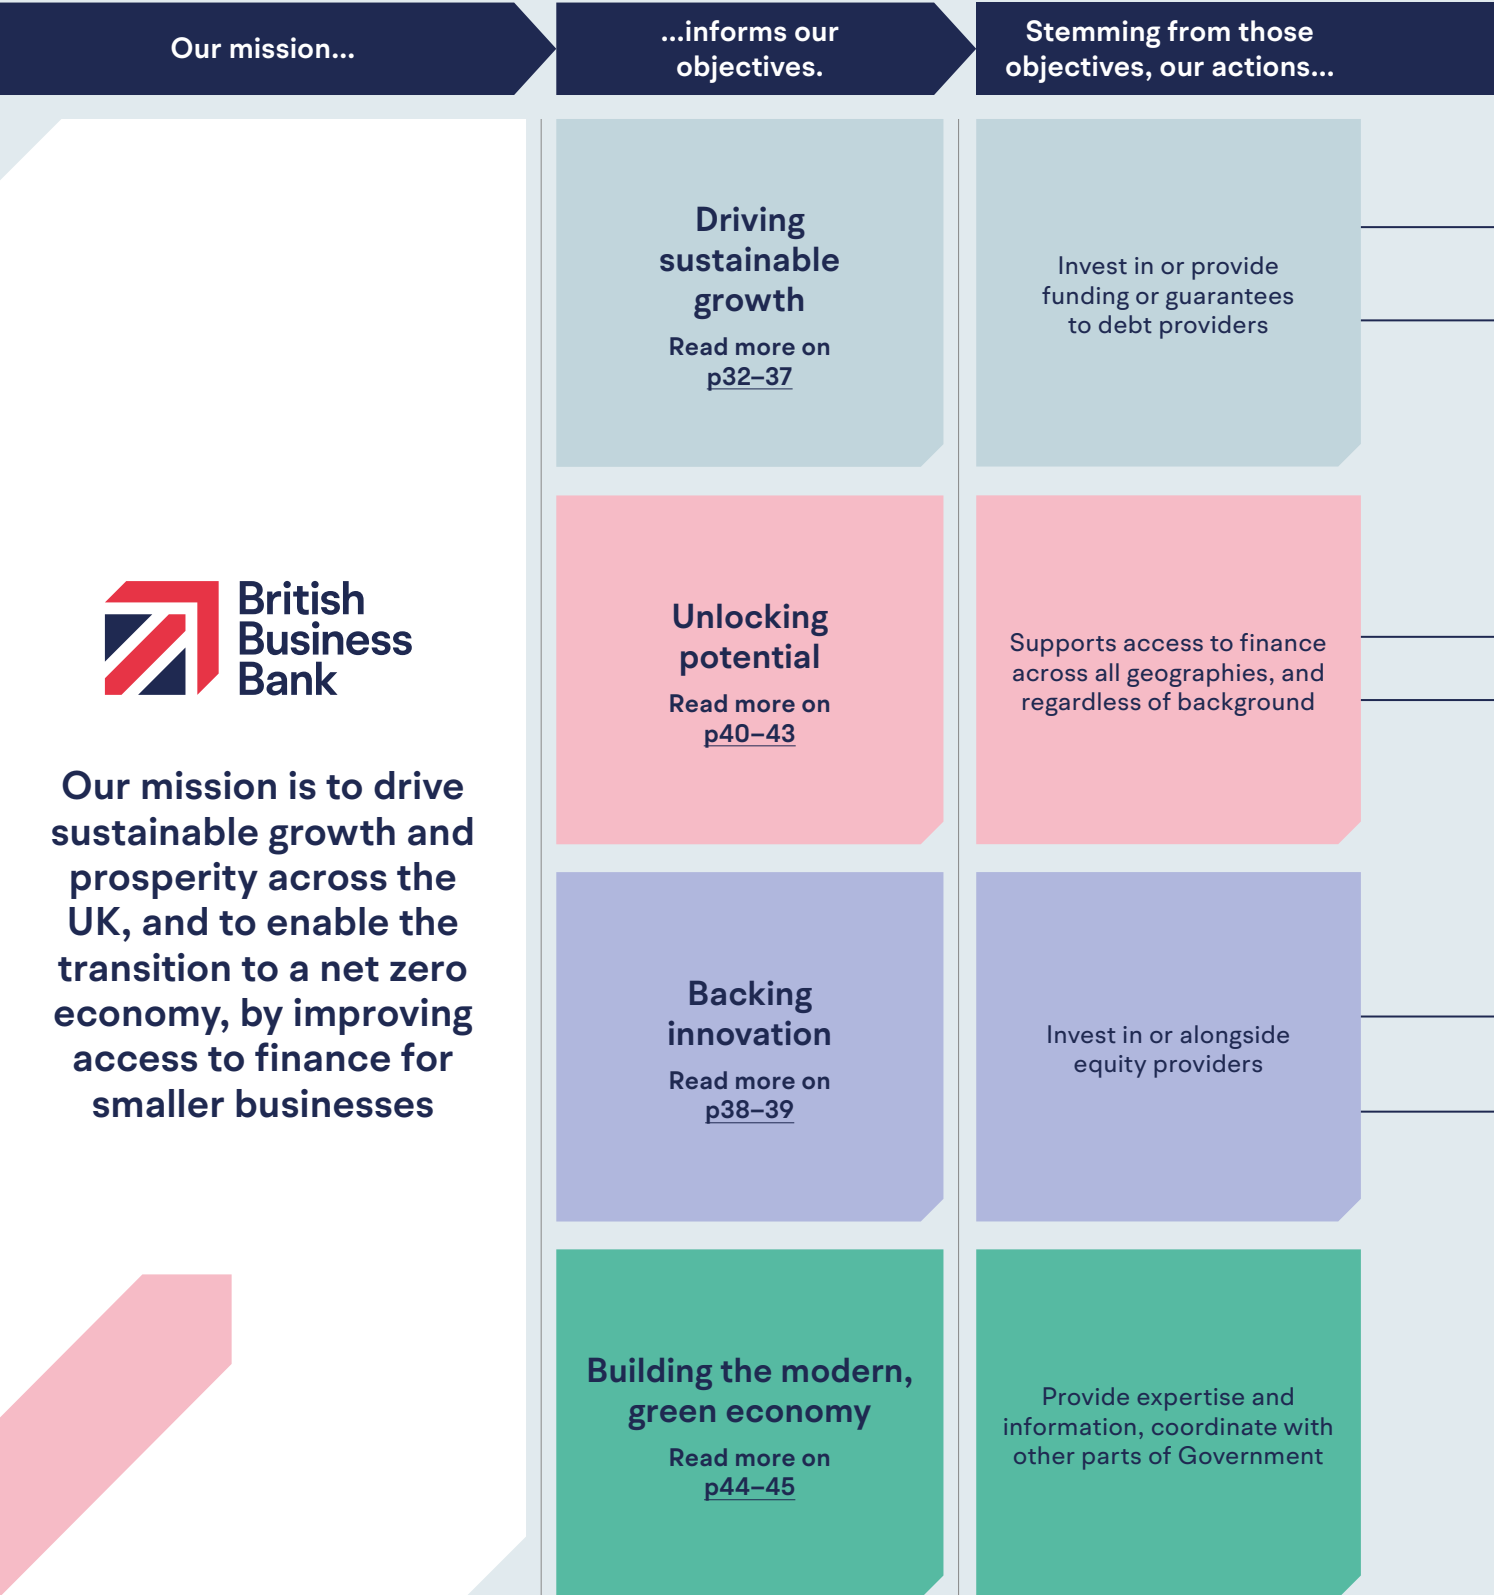 Our mission...
...informs our
objectives.
Stemming from those
objectives, our actions...
British
Business
Bank
Our mission is to drive
sustainable growth and
prosperity across the
UK, and to enable the
transition to a net zero
economy, by improving
access to finance for
smaller businesses
Driving
sustainable
growth
Read more on
p32–37
Invest in or provide
funding or guarantees
to debt providers
Unlocking
potential
Read more on
p40–43
Supports access to finance
across all geographies, and
regardless of background
Backing
innovation
Read more on
p38–39
Invest in or alongside
equity providers
Building the modern,
green economy
Read more on
p44–45
Provide expertise and
information, coordinate with
other parts of Government